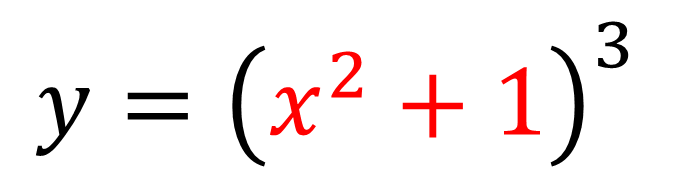 y = (x² + 1)³